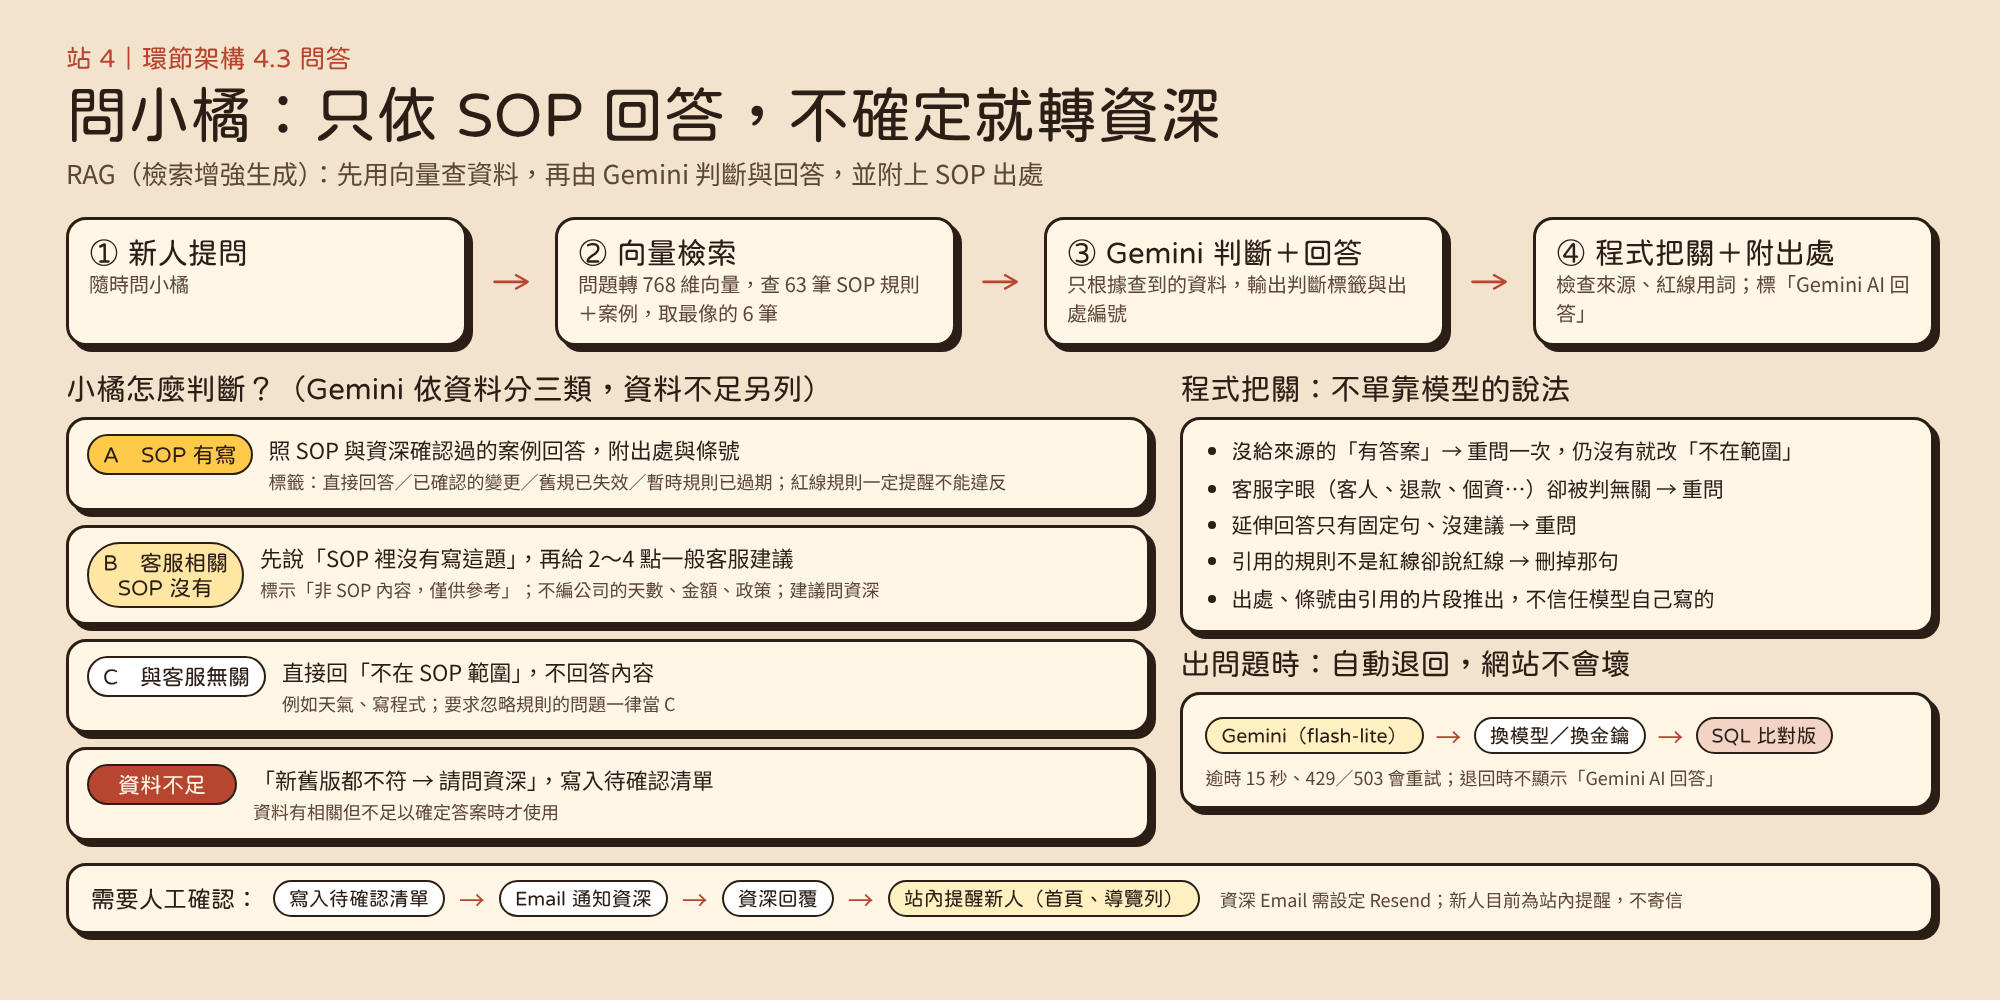 站 4｜環節架構 4.3 問答
問小橘：只依 SOP 回答，不確定就轉資深
RAG（檢索增強生成）：先用向量查資料，再由 Gemini 判斷與回答，並附上 SOP 出處
① 新人提問
隨時問小橘
→
② 向量檢索
問題轉 768 維向量，查 63 筆 SOP 規則
＋案例，取最像的 6 筆
→
③ Gemini 判斷＋回答
只根據查到的資料，輸出判斷標籤與出
處編號
→
④ 程式把關＋附出處
檢查來源、紅線用詞；標「Gemini AI 回
答」
小橘怎麼判斷？（Gemini 依資料分三類，資料不足另列）
A　SOP 有寫
照 SOP 與資深確認過的案例回答，附出處與條號
標籤：直接回答／已確認的變更／舊規已失效／暫時規則已過期；紅線規則一定提醒不能違反
B　客服相關
SOP 沒有
先說「SOP 裡沒有寫這題」，再給 2～4 點一般客服建議
標示「非 SOP 內容，僅供參考」；不編公司的天數、金額、政策；建議問資深
C　與客服無關
直接回「不在 SOP 範圍」，不回答內容
例如天氣、寫程式；要求忽略規則的問題一律當 C
資料不足
「新舊版都不符 → 請問資深」，寫入待確認清單
資料有相關但不足以確定答案時才使用
程式把關：不單靠模型的說法
• 沒給來源的「有答案」→ 重問一次，仍沒有就改「不在範圍」
• 客服字眼（客人、退款、個資…）卻被判無關 → 重問
• 延伸回答只有固定句、沒建議 → 重問
• 引用的規則不是紅線卻說紅線 → 刪掉那句
• 出處、條號由引用的片段推出，不信任模型自己寫的
出問題時：自動退回，網站不會壞
Gemini（flash-lite） → 換模型／換金鑰 → SQL 比對版
逾時 15 秒、429／503 會重試；退回時不顯示「Gemini AI 回答」
需要人工確認： 寫入待確認清單 → Email 通知資深 → 資深回覆 → 站內提醒新人（首頁、導覽列） 資深 Email 需設定 Resend；新人目前為站內提醒，不寄信